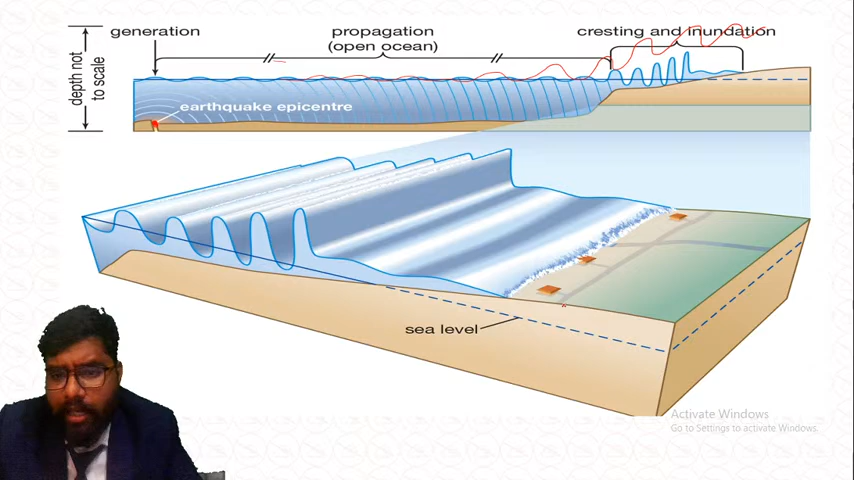 generation
propagation
(open ocean)
cresting and inundation
depth not
to scale
earthquake epicentre
sea level
Activate Windows
Go to Settings to activate Windows.